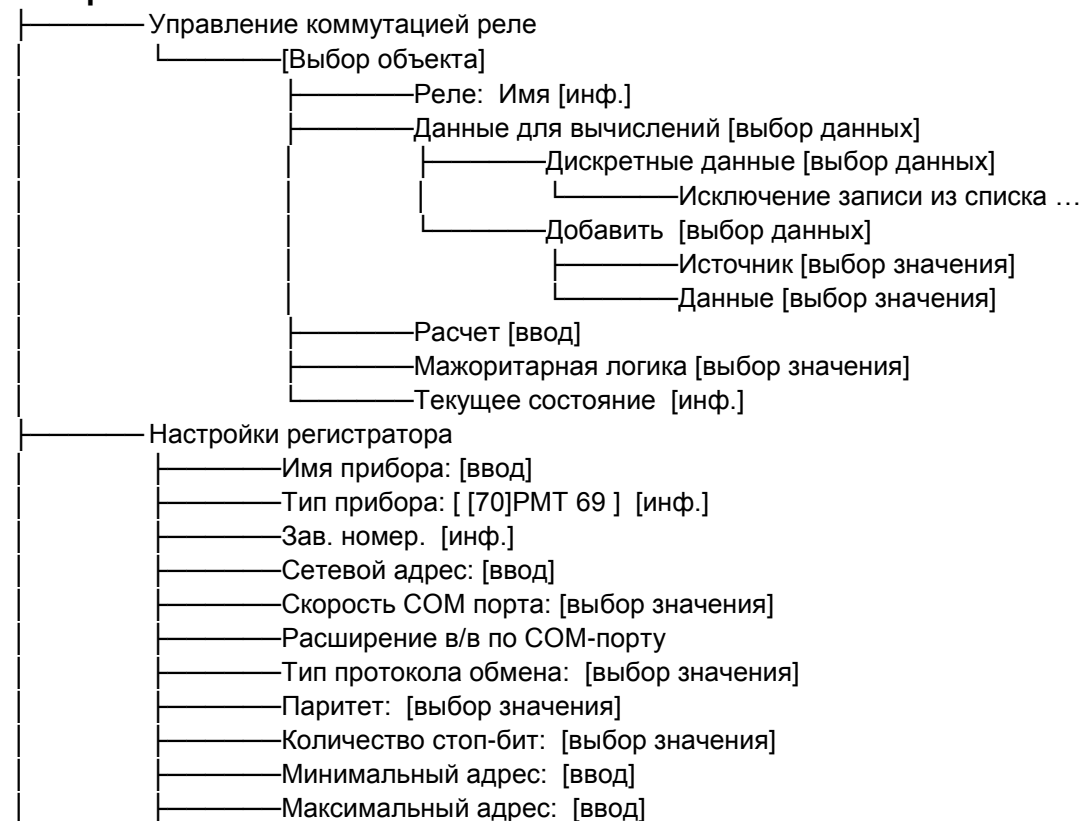 Управление коммутацией реле
[Выбор объекта]
Реле: Имя [инф.]
Данные для вычислений [выбор данных]
Дискретные данные [выбор данных]
Исключение записи из списка …
Добавить [выбор данных]
Источник [выбор значения]
Данные [выбор значения]
Расчет [ввод]
Мажоритарная логика [выбор значения]
Текущее состояние [инф.]
Настройки регистратора
Имя прибора: [ввод]
Тип прибора: [ [70]РМТ 69 ] [инф.]
Зав. номер. [инф.]
Сетевой адрес: [ввод]
Скорость COM порта: [выбор значения]
Расширение в/в по COM-порту
Тип протокола обмена: [выбор значения]
Паритет: [выбор значения]
Количество стоп-бит: [выбор значения]
Минимальный адрес: [ввод]
Максимальный адрес: [ввод]